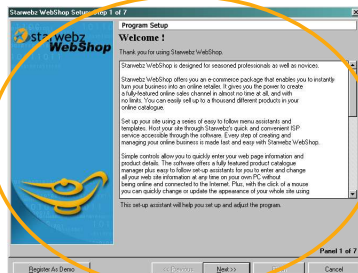 Starwebz WebShop Setup Step 1 of 7
Program Setup
starwebz
WebShop
Welcome !
Thank you for using Starwebz WebShop.
Starwebz WebShop is designed for seasoned professionals as well as novices.
Starwebz WebShop offers you an e-commerce package that enables you to instantly
turn your business into an online retailer. It gives you the power to create
a fully-featured online sales channel in almost no time at all, and with
no limits. You can easily sell up to a thousand different products in your
online catalogue.
Set up your site using a series of easy to follow menu assistants and
templates. Host your site through Starwebz's quick and convenient ISP
service accessible through the software. Every step of creating and
managing your online business is made fast and easy with Starwebz WebShop.
Simple controls allow you to quickly enter your web page information and
product details. The software offers a fully featured product catalogue
manager plus easy to follow set-up assistants for you to enter and change
all your web site information at any time on your own PC without
being online and connected to the Internet. Plus, with the click of a mouse
you can quickly change or update the appearance of your whole site using
This set-up assistant will help you set up and adjust the program.
Panel 1 of 7
Register As Demo
<< Previous
Next >>
Cancel